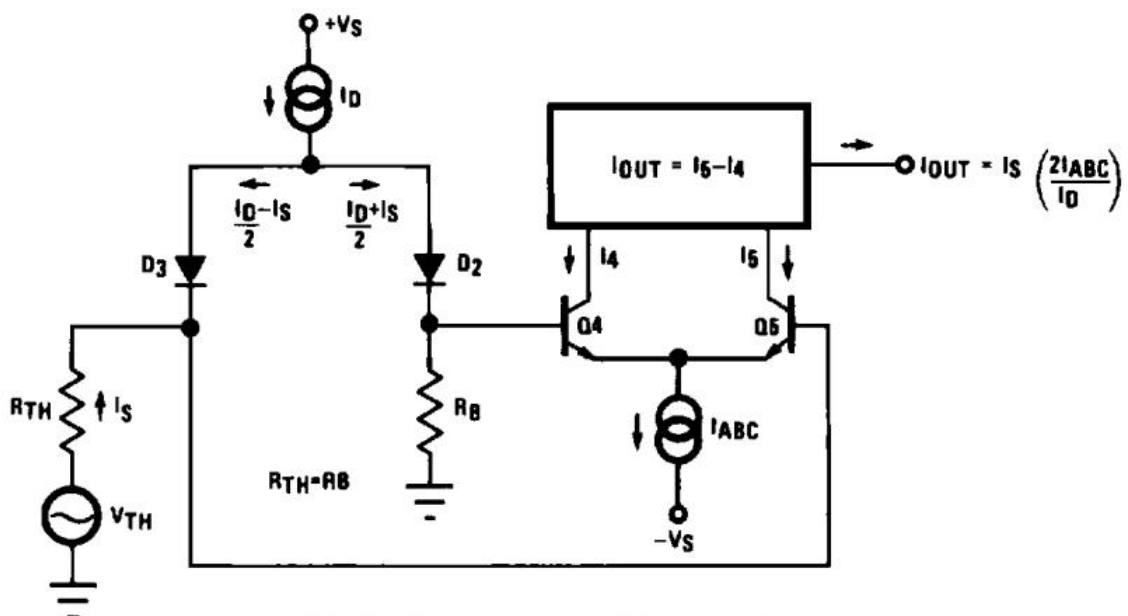 +VS
ID
IOUT = I5–I4
IOUT = IS (2IABC/ID)
ID/2 –IS
ID/2 +IS
D3
D2
I4
I5
Q4
Q5
RTH
IS
RB
IABC
RTH=RB
VTH
–VS